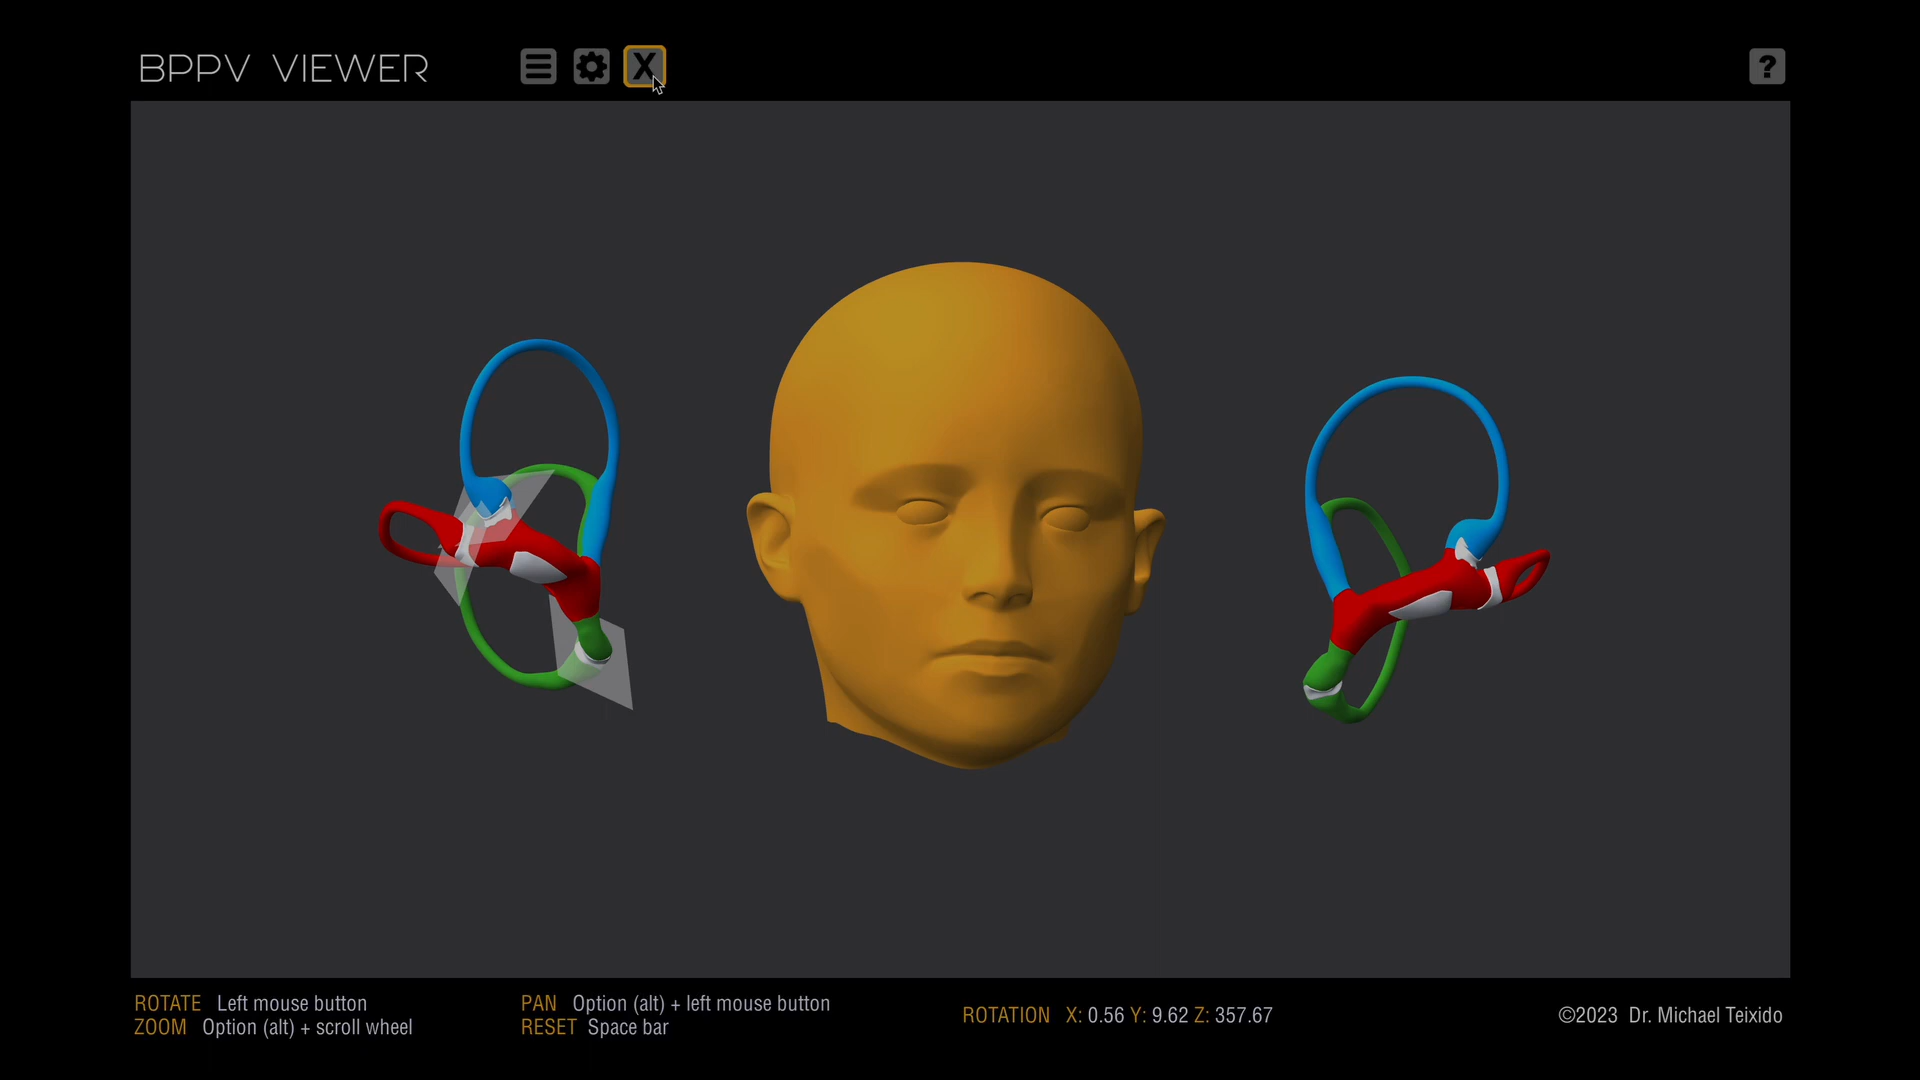 BPPV VIEWER
X
?
ROTATE Left mouse button
ZOOM Option (alt) + scroll wheel
PAN Option (alt) + left mouse button
RESET Space bar
ROTATION X: 0.56 Y: 9.62 Z: 357.67
©2023 Dr. Michael Teixido